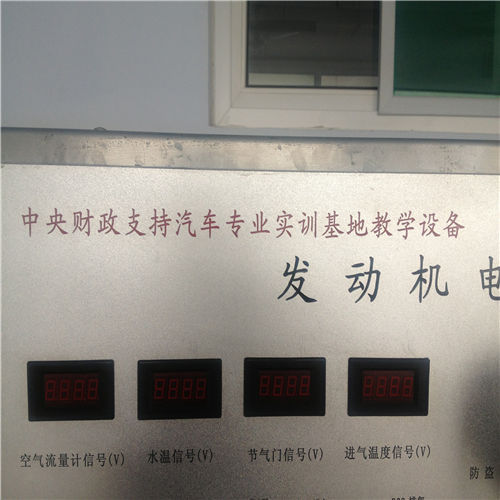 中央财政支持汽车专业实训基地教学设备
发动机电
空气流量计信号(V) 水温信号(V) 节气门信号(V) 进气温度信号(V)
防盗